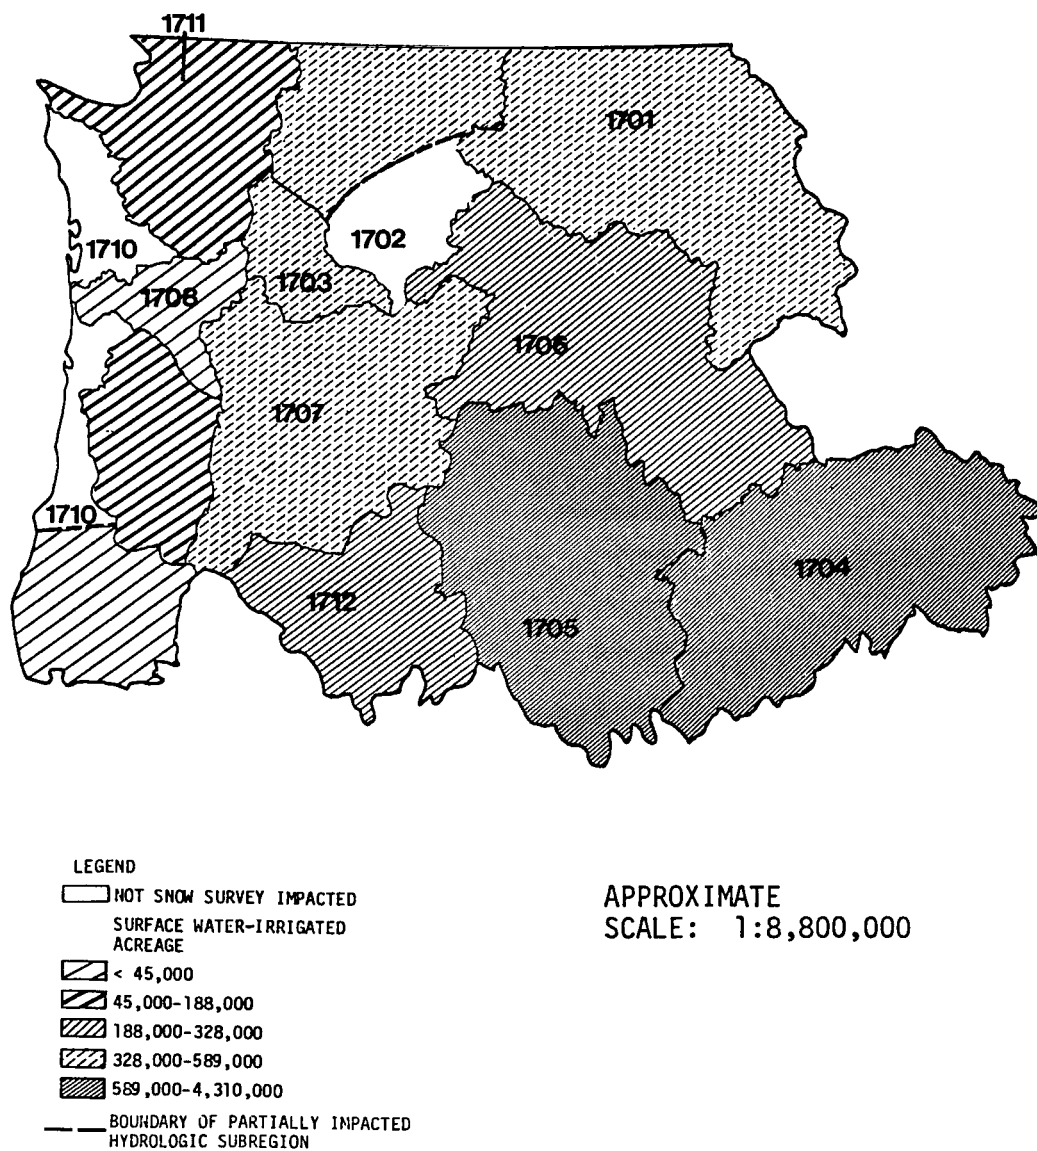 1711
1701
1702
1710
1703
1708
1706
1707
1710
1704
1712
1705
LEGEND
NOT SNOW SURVEY IMPACTED
SURFACE WATER-IRRIGATED
ACREAGE
< 45,000
45,000-188,000
188,000-328,000
328,000-589,000
589,000-4,310,000
BOUNDARY OF PARTIALLY IMPACTED
HYDROLOGIC SUBREGION
APPROXIMATE
SCALE: 1:8,800,000